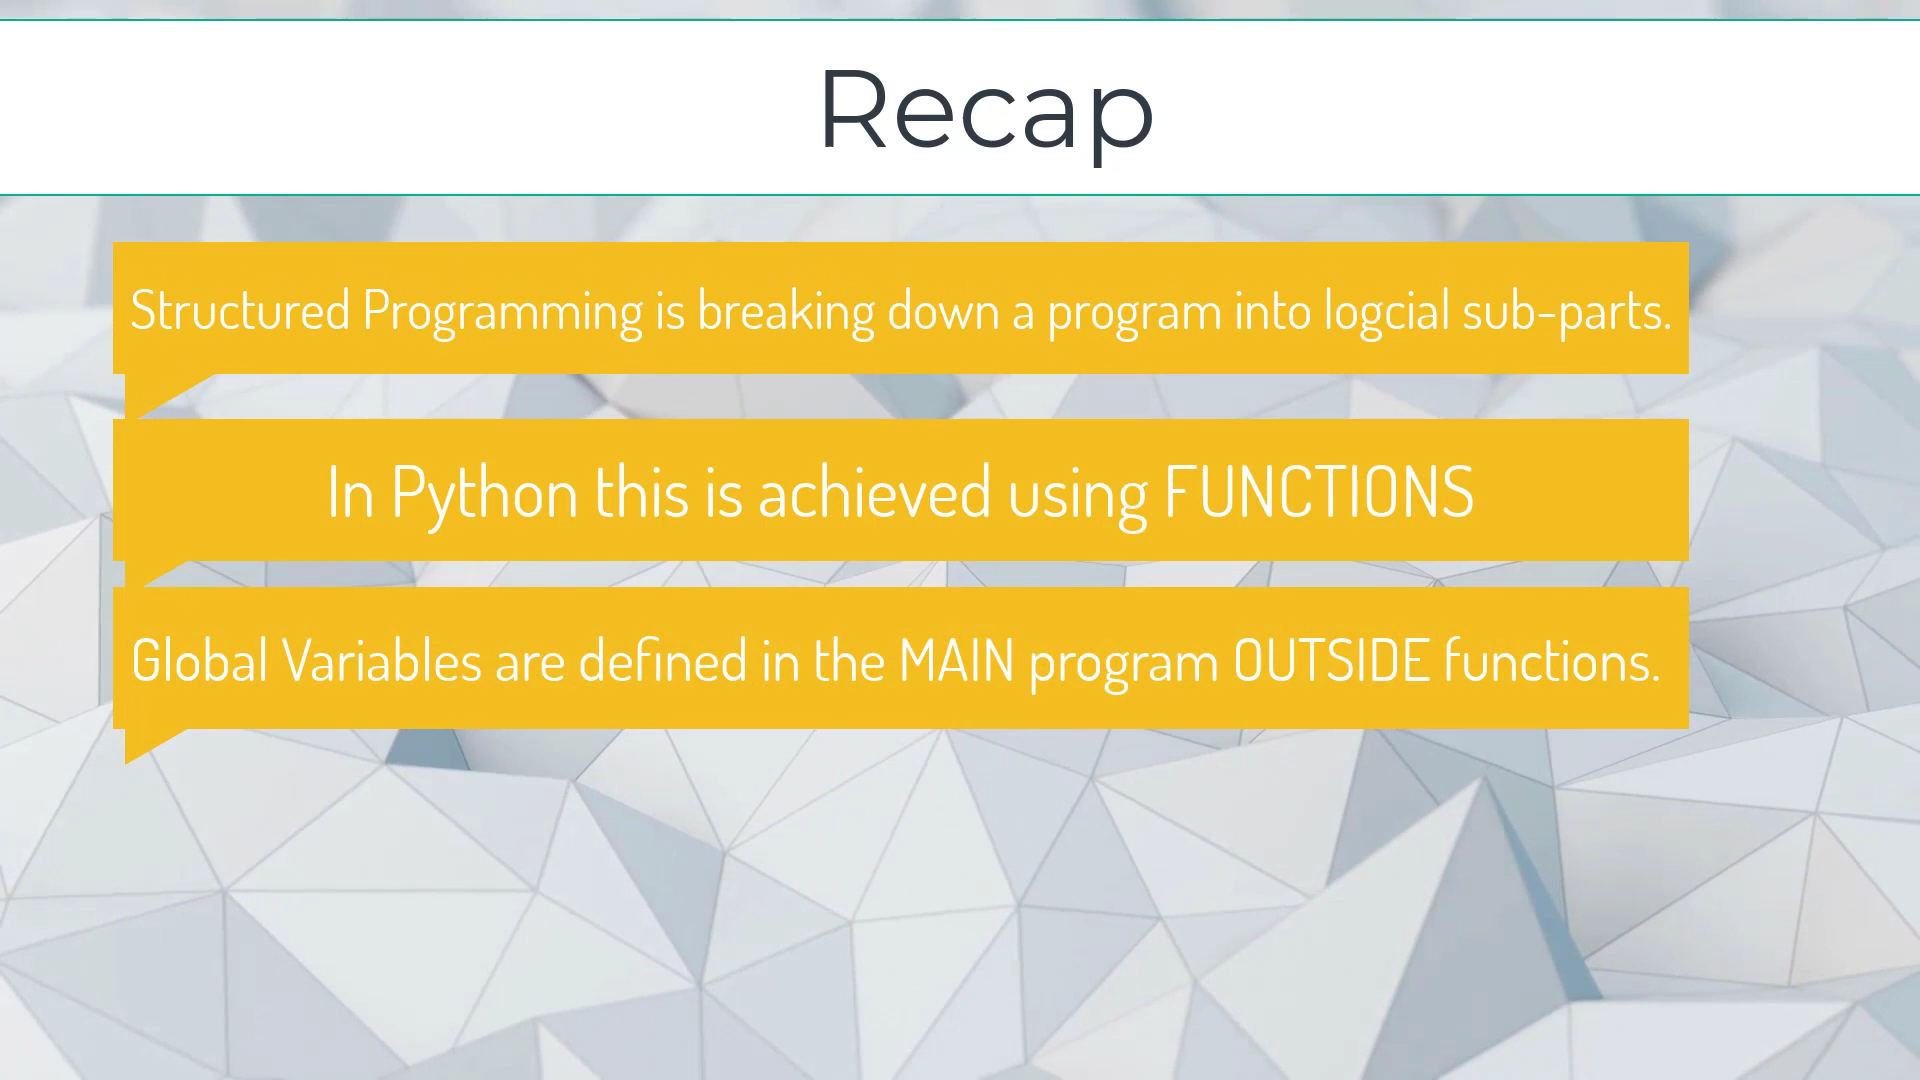 Recap
Structured Programming is breaking down a program into logcial sub-parts.
In Python this is achieved using FUNCTIONS
Global Variables are defined in the MAIN program OUTSIDE functions.